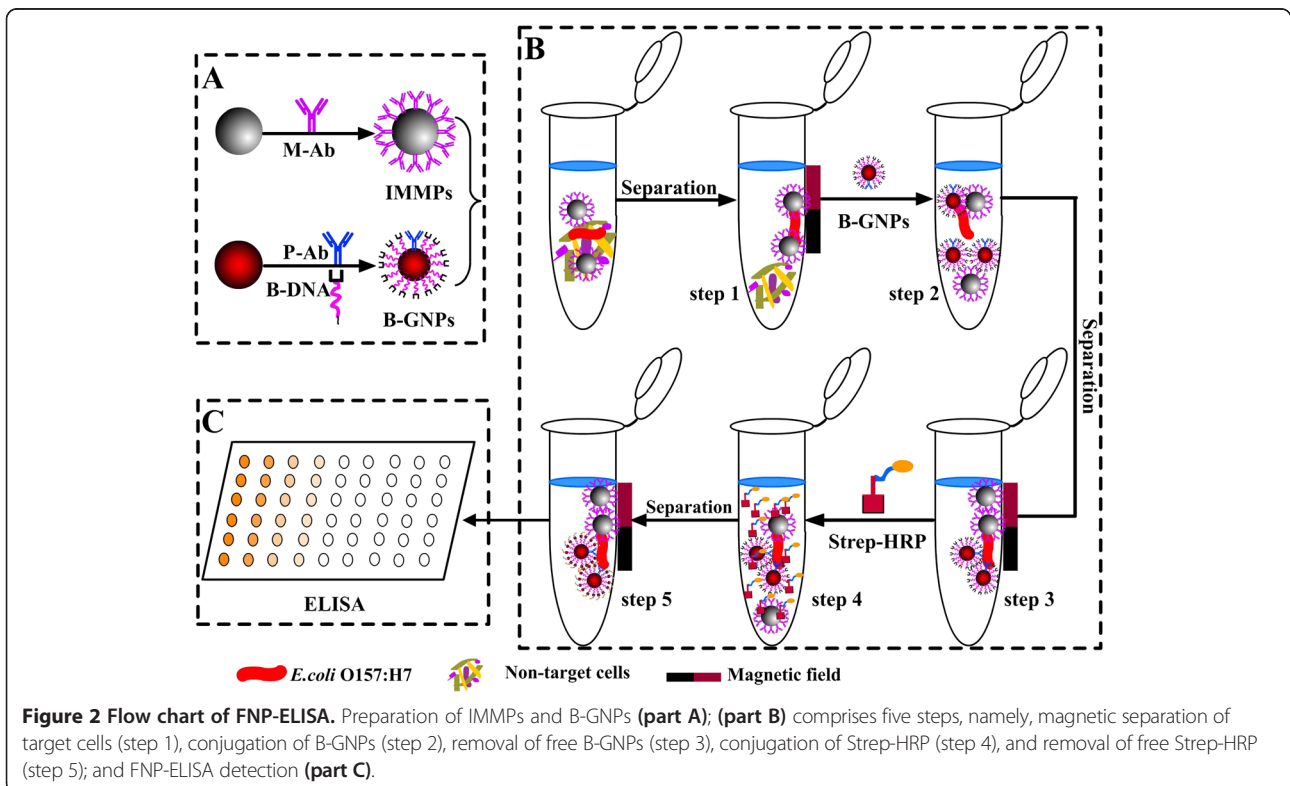 A
M-Ab
IMMPs
P-Ab
B-DNA
B-GNPs
B
Separation
step 1
B-GNPs
step 2
Separation
step 3
Strep-HRP
step 4
Separation
step 5
C
ELISA
E.coli O157:H7
Non-target cells
Magnetic field
Figure 2 Flow chart of FNP-ELISA. Preparation of IMMPs and B-GNPs (part A); (part B) comprises five steps, namely, magnetic separation of
target cells (step 1), conjugation of B-GNPs (step 2), removal of free B-GNPs (step 3), conjugation of Strep-HRP (step 4), and removal of free Strep-HRP
(step 5); and FNP-ELISA detection (part C).